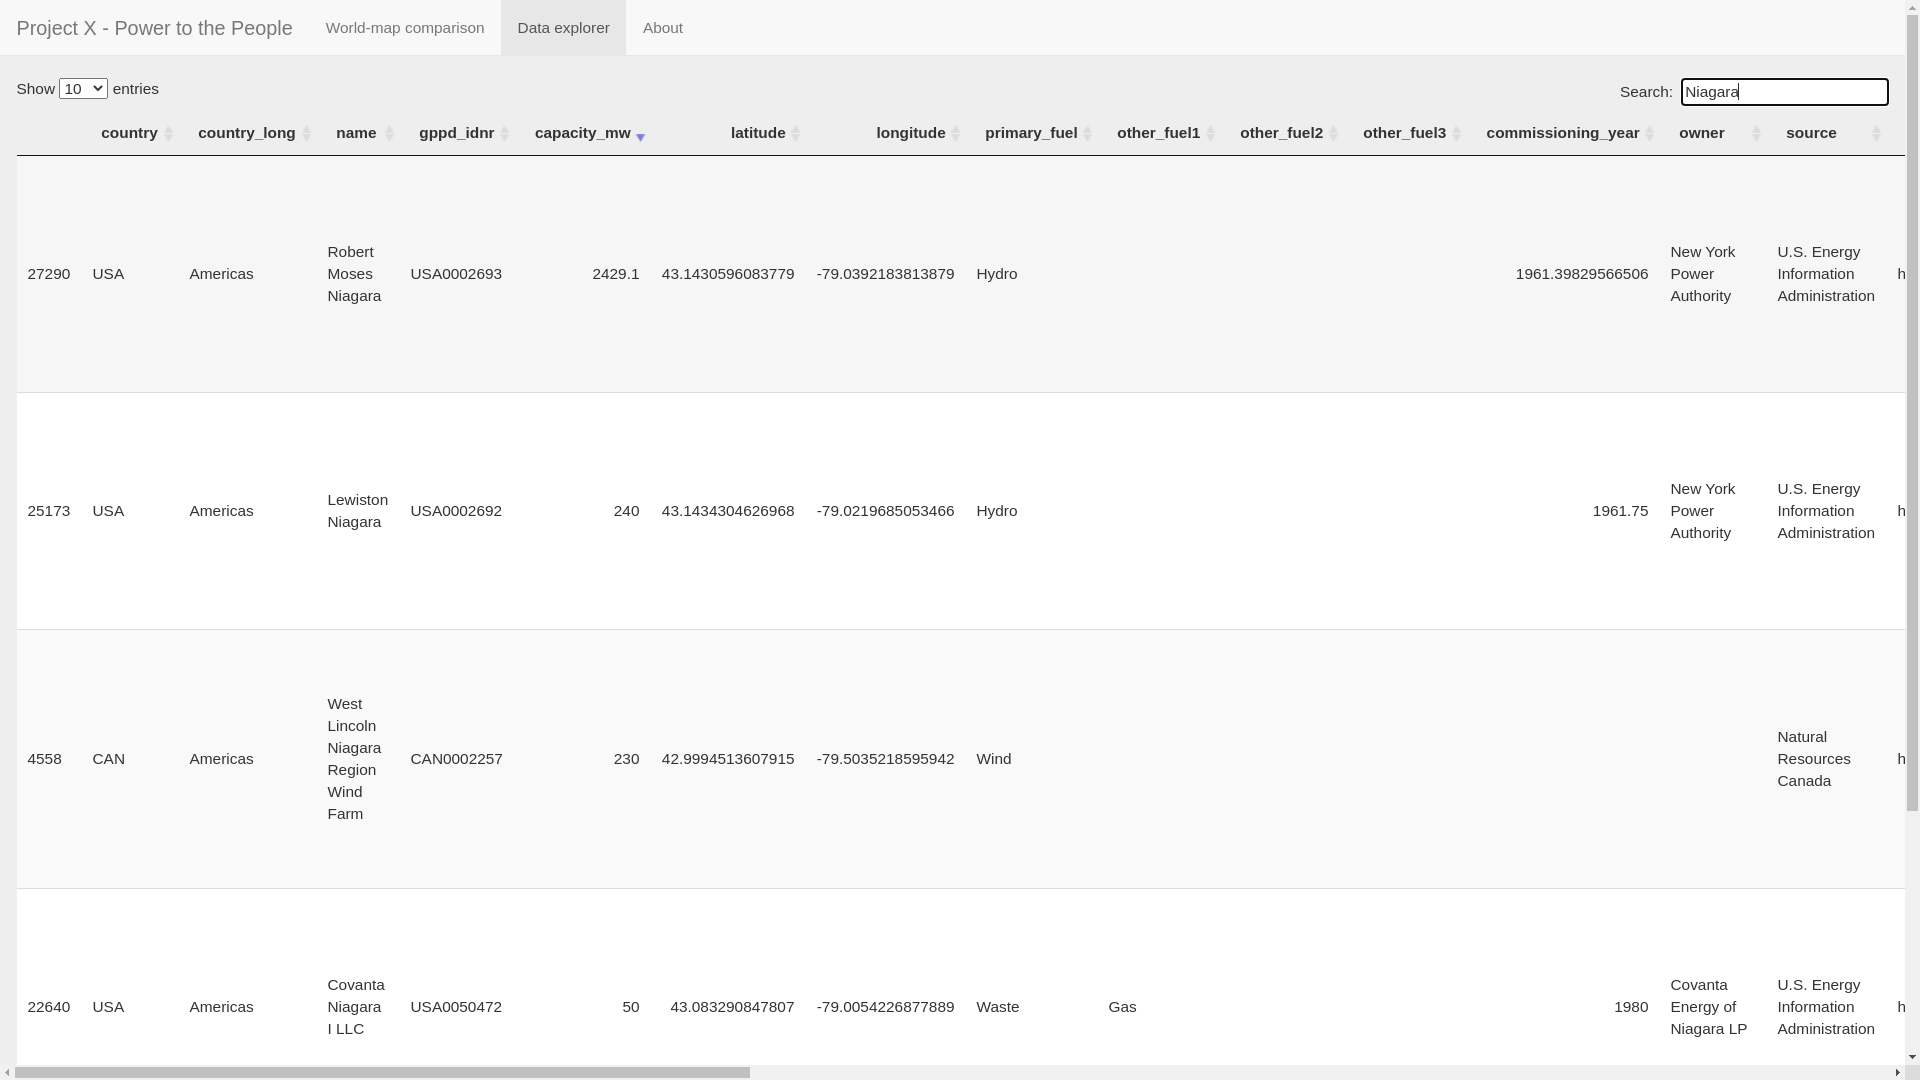 Project X - Power to the People World-map comparison Data explorer About
Show 10 entries Search: Niagara
country country_long name gppd_idnr capacity_mw latitude longitude primary_fuel other_fuel1 other_fuel2 other_fuel3 commissioning_year owner source
27290 USA Americas Robert Moses Niagara USA0002693 2429.1 43.1430596083779 -79.0392183813879 Hydro 1961.39829566506 New York Power Authority U.S. Energy Information Administration h
25173 USA Americas Lewiston Niagara USA0002692 240 43.1434304626968 -79.0219685053466 Hydro 1961.75 New York Power Authority U.S. Energy Information Administration h
4558 CAN Americas West Lincoln Niagara Region Wind Farm CAN0002257 230 42.9994513607915 -79.5035218595942 Wind Natural Resources Canada h
22640 USA Americas Covanta Niagara I LLC USA0050472 50 43.083290847807 -79.0054226877889 Waste Gas 1980 Covanta Energy of Niagara LP U.S. Energy Information Administration h